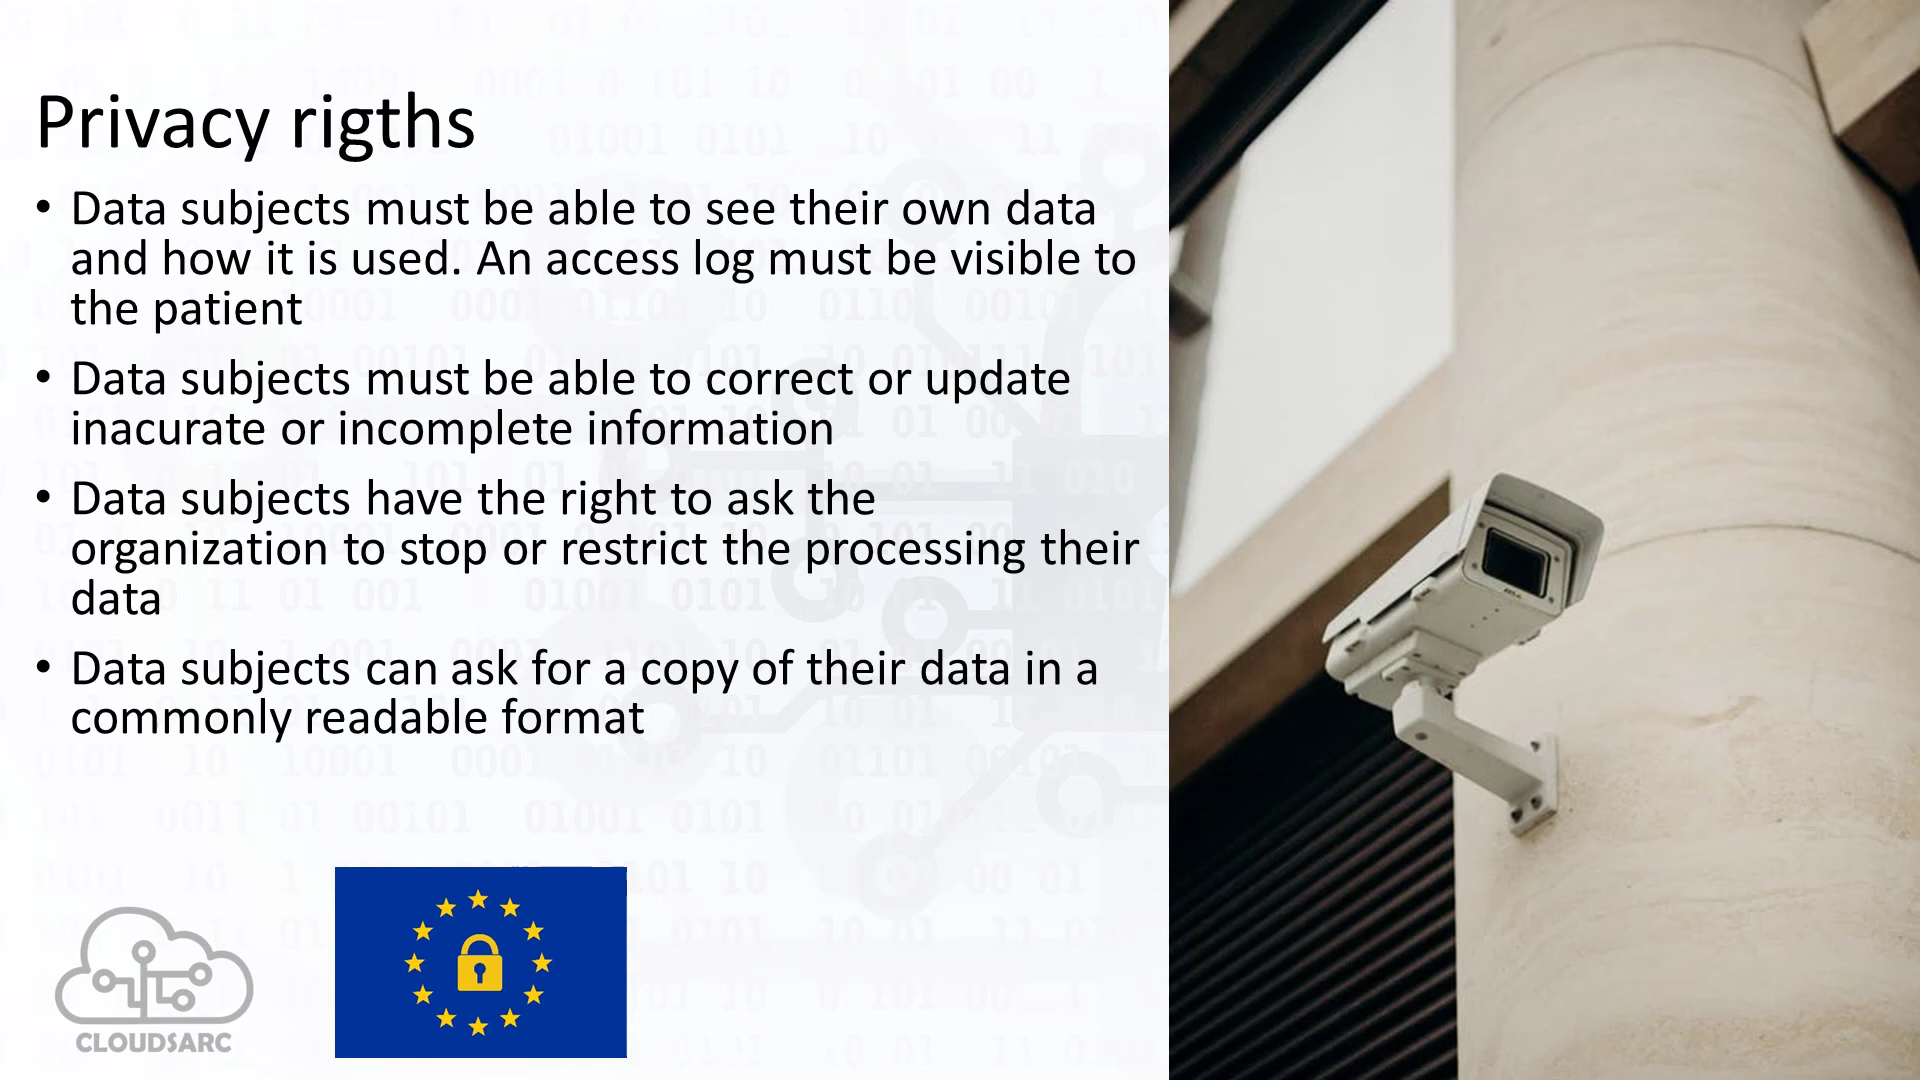 Privacy rigths
• Data subjects must be able to see their own data
and how it is used. An access log must be visible to
the patient
• Data subjects must be able to correct or update
inacurate or incomplete information
• Data subjects have the right to ask the
organization to stop or restrict the processing their
data
• Data subjects can ask for a copy of their data in a
commonly readable format
CLOUDSARC